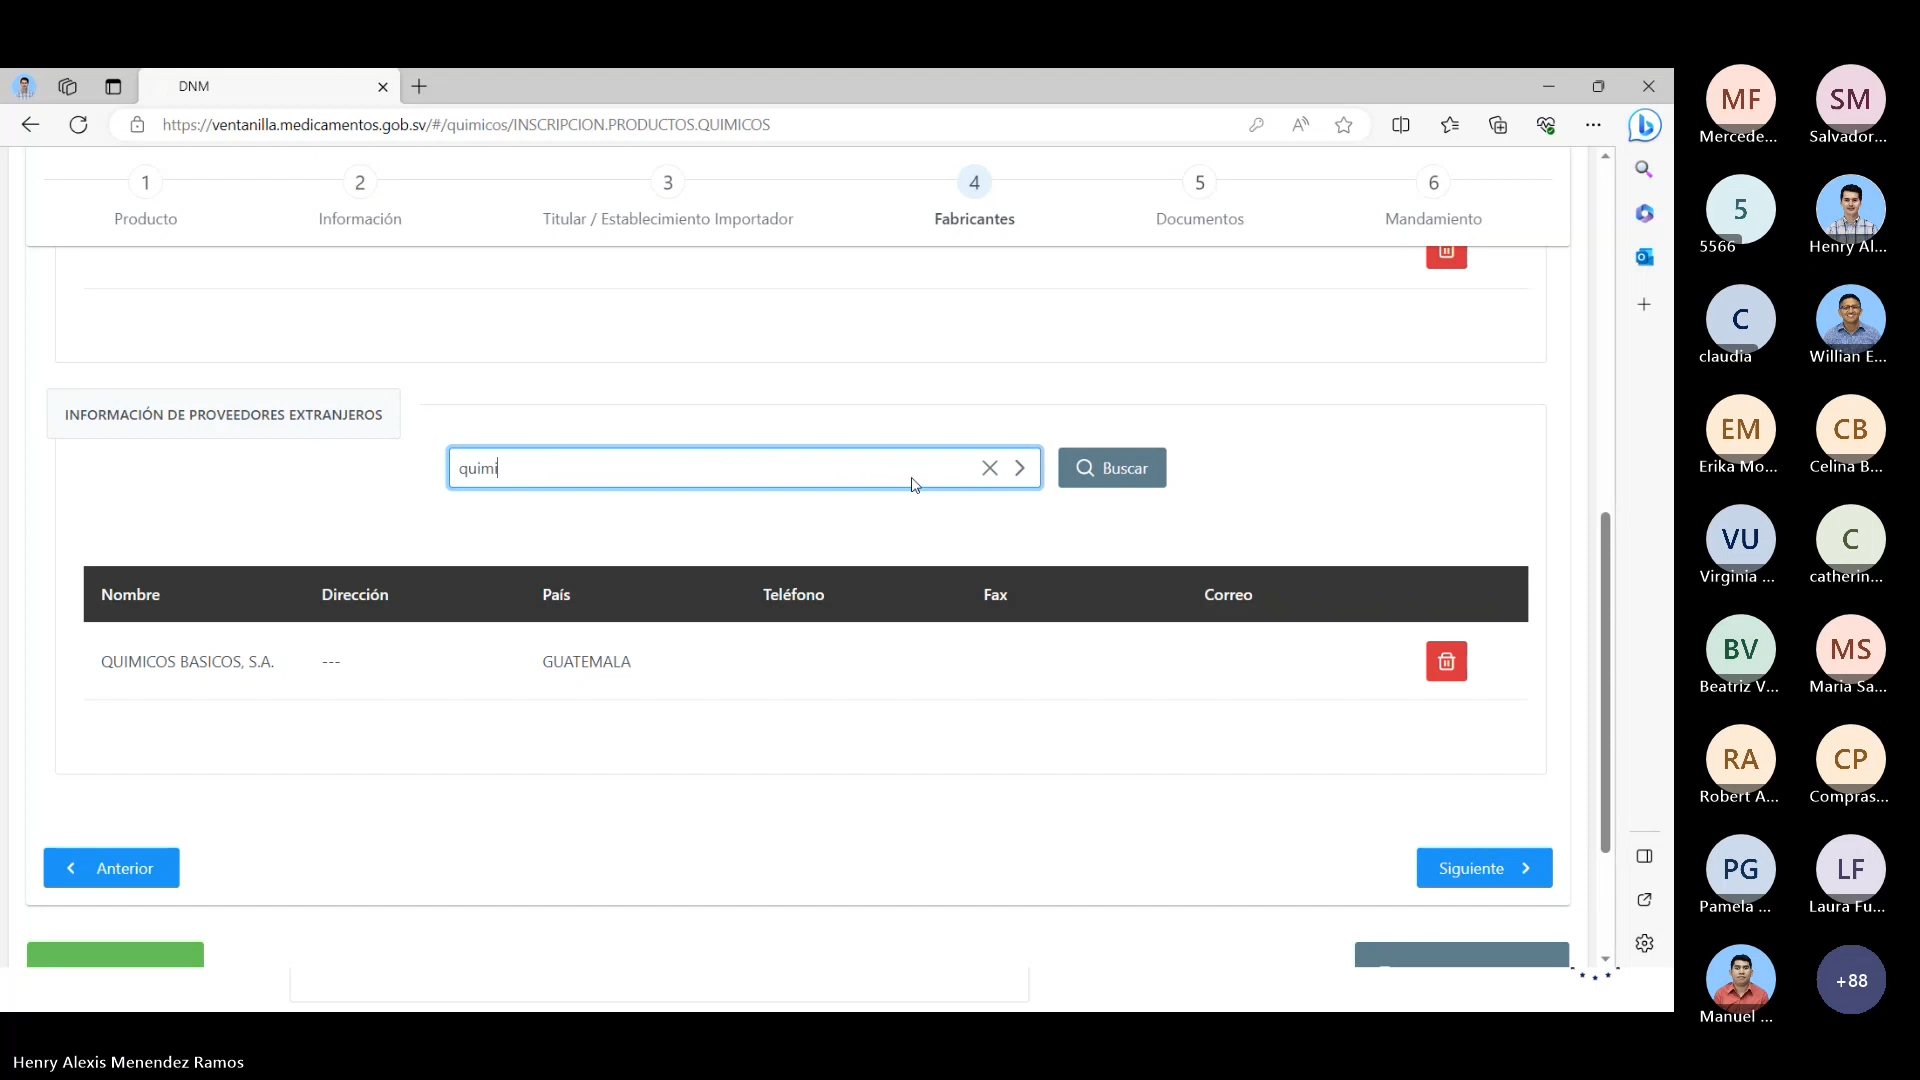 DNM
https://ventanilla.medicamentos.gob.sv/#/quimicos/INSCRIPCION.PRODUCTOS.QUIMICOS
1 2 3 4 5 6
Producto Información Titular / Establecimiento Importador Fabricantes Documentos Mandamiento
INFORMACIÓN DE PROVEEDORES EXTRANJEROS
quimi
Buscar
Nombre Dirección País Teléfono Fax Correo
QUIMICOS BASICOS, S.A. --- GUATEMALA
Anterior
Siguiente
MF SM
Mercede... Salvador...
5
5566 Henry Al...
C
claudia Willian E...
EM CB
Erika Mo... Celina B...
VU C
Virginia ... catherin...
BV MS
Beatriz V... Maria Sa...
RA CP
Robert A... Compras...
PG LF
Pamela ... Laura Fu...
+88
Manuel ...
Henry Alexis Menendez Ramos